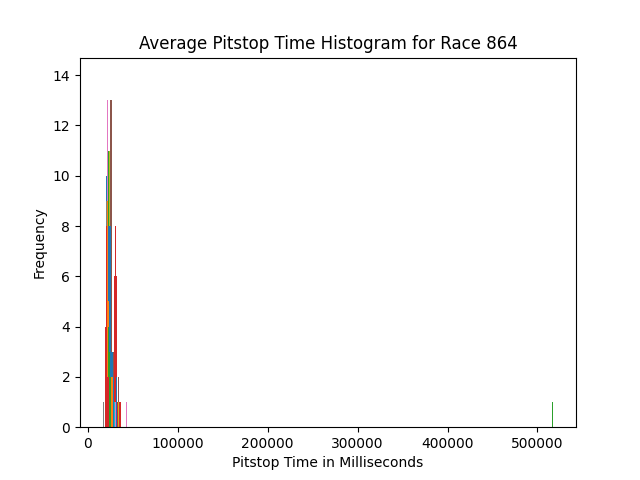 Average Pitstop Time Histogram for Race 864
14
12
10
8
6
4
2
0
Frequency
0 100000 200000 300000 400000 500000
Pitstop Time in Milliseconds